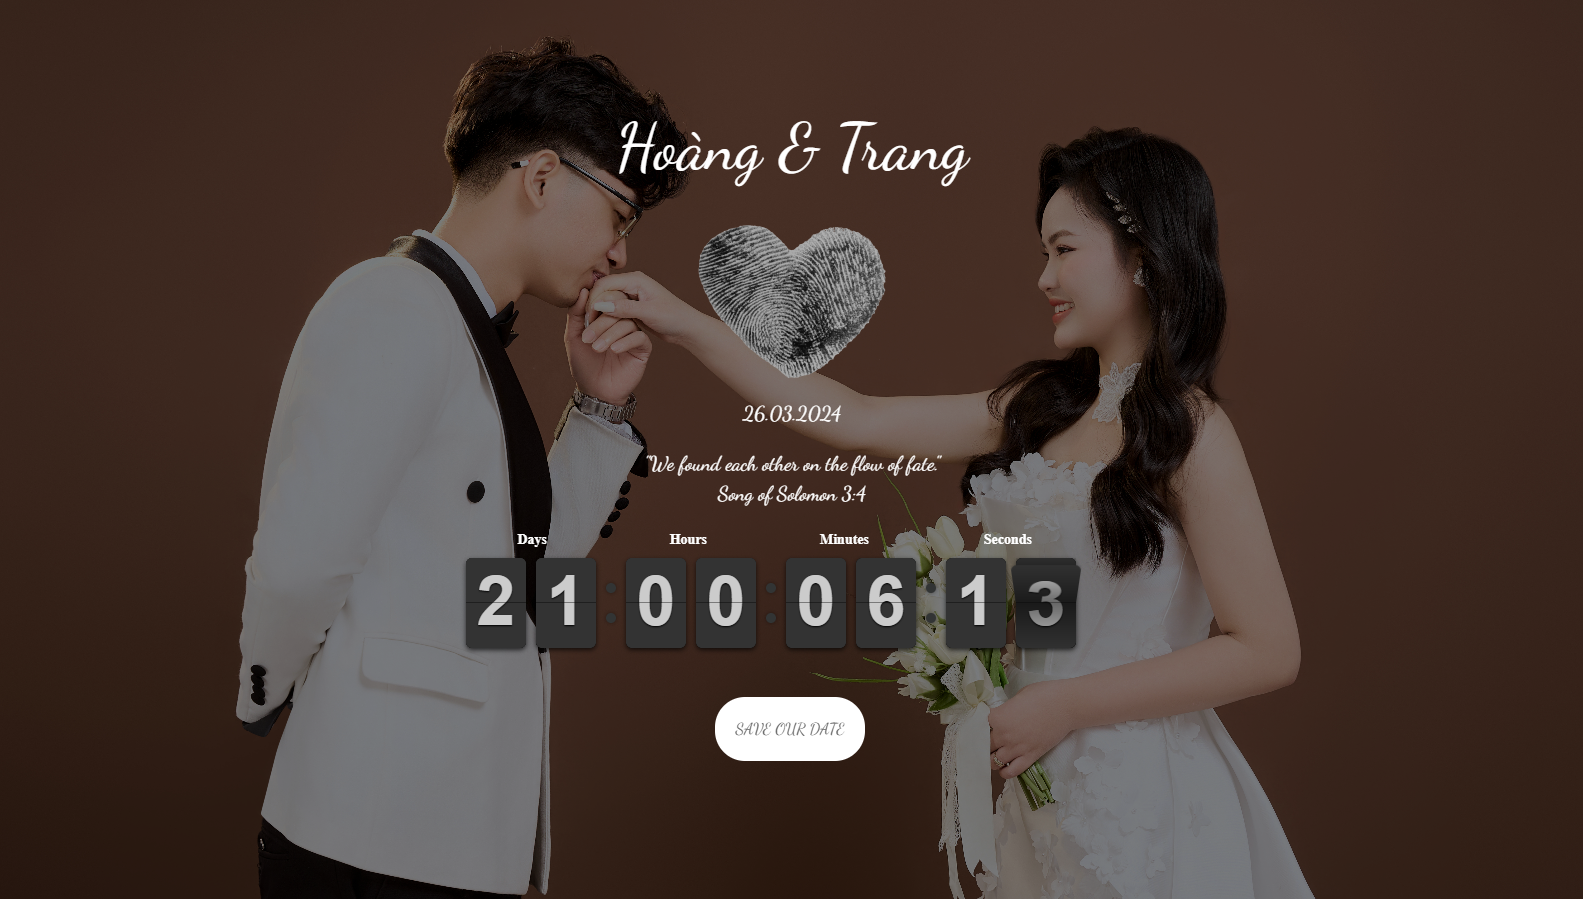 Hoàng & Trang
26.03.2024
"We found each other on the flow of fate."
Song of Solomon 3:4
Days Hours Minutes Seconds
21 : 00 : 06 : 13
SAVE OUR DATE